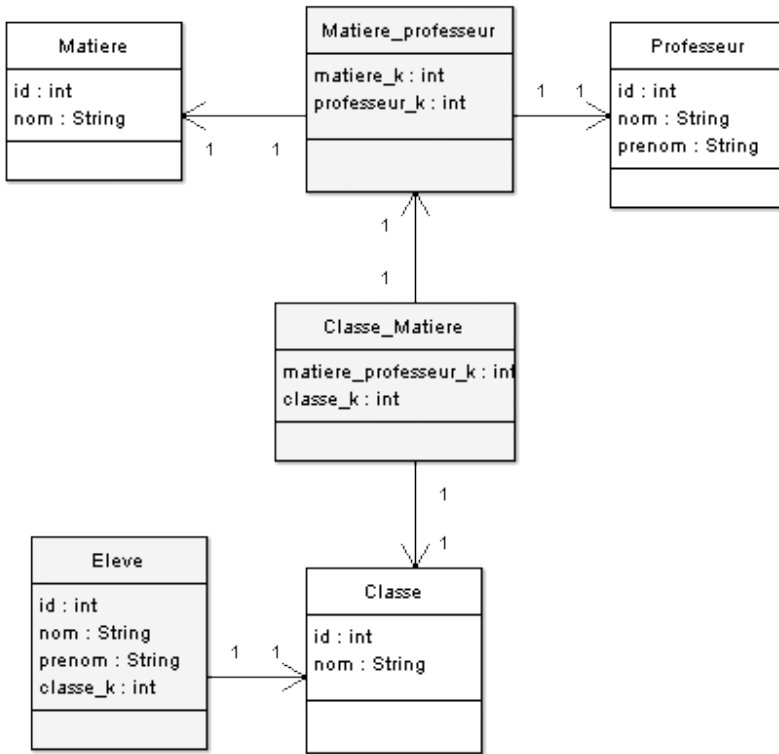 Matiere
id : int
nom : String
1
1
Matiere_professeur
matiere_k : int
professeur_k : int
1
1
Professeur
id : int
nom : String
prenom : String
1
1
Classe_Matiere
matiere_professeur_k : int
classe_k : int
1
1
Eleve
id : int
nom : String
prenom : String
classe_k : int
1
1
Classe
id : int
nom : String